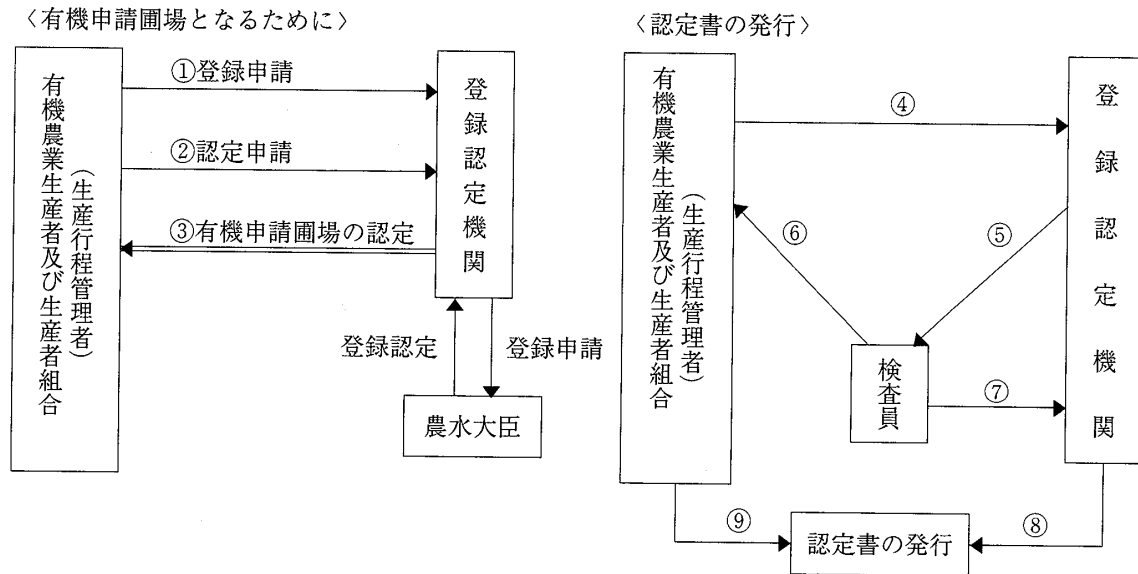 〈有機申請圃場となるために〉
有機農業生産者及び生産者組合
(生産行程管理者)
①登録申請
②認定申請
③有機申請圃場の認定
登録認定機関
登録認定
登録申請
農水大臣
〈認定書の発行〉
有機農業生産者及び生産者組合
(生産行程管理者)
④
⑤
⑥
検査員
⑦
登録認定機関
⑨
認定書の発行
⑧